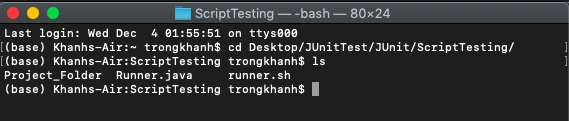 ScriptTesting — -bash — 80×24
Last login: Wed Dec  4 01:55:51 on ttys000
[(base) Khanhs-Air:~ trongkhanh$ cd Desktop/JUnitTest/JUnit/ScriptTesting/ ]
[(base) Khanhs-Air:ScriptTesting trongkhanh$ ls ]
Project_Folder  Runner.java     runner.sh
(base) Khanhs-Air:ScriptTesting trongkhanh$